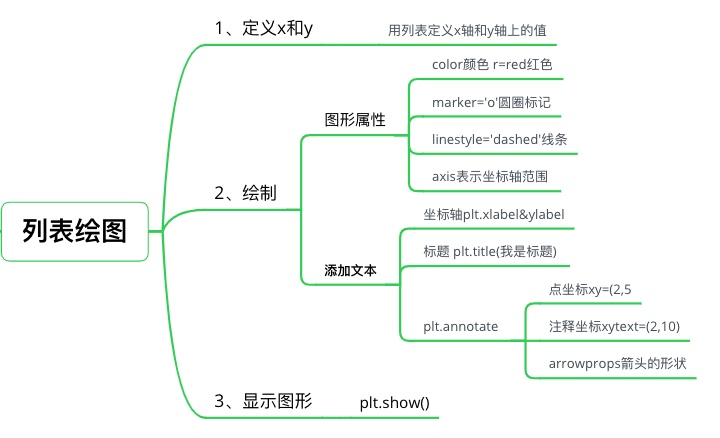 列表绘图
1、定义x和y
用列表定义x轴和y轴上的值
2、绘制
图形属性
color颜色 r=red红色
marker='o'圆圈标记
linestyle='dashed'线条
axis表示坐标轴范围
添加文本
坐标轴plt.xlabel&ylabel
标题 plt.title(我是标题)
plt.annotate
点坐标xy=(2,5
注释坐标xytext=(2,10)
arrowprops箭头的形状
3、显示图形
plt.show()